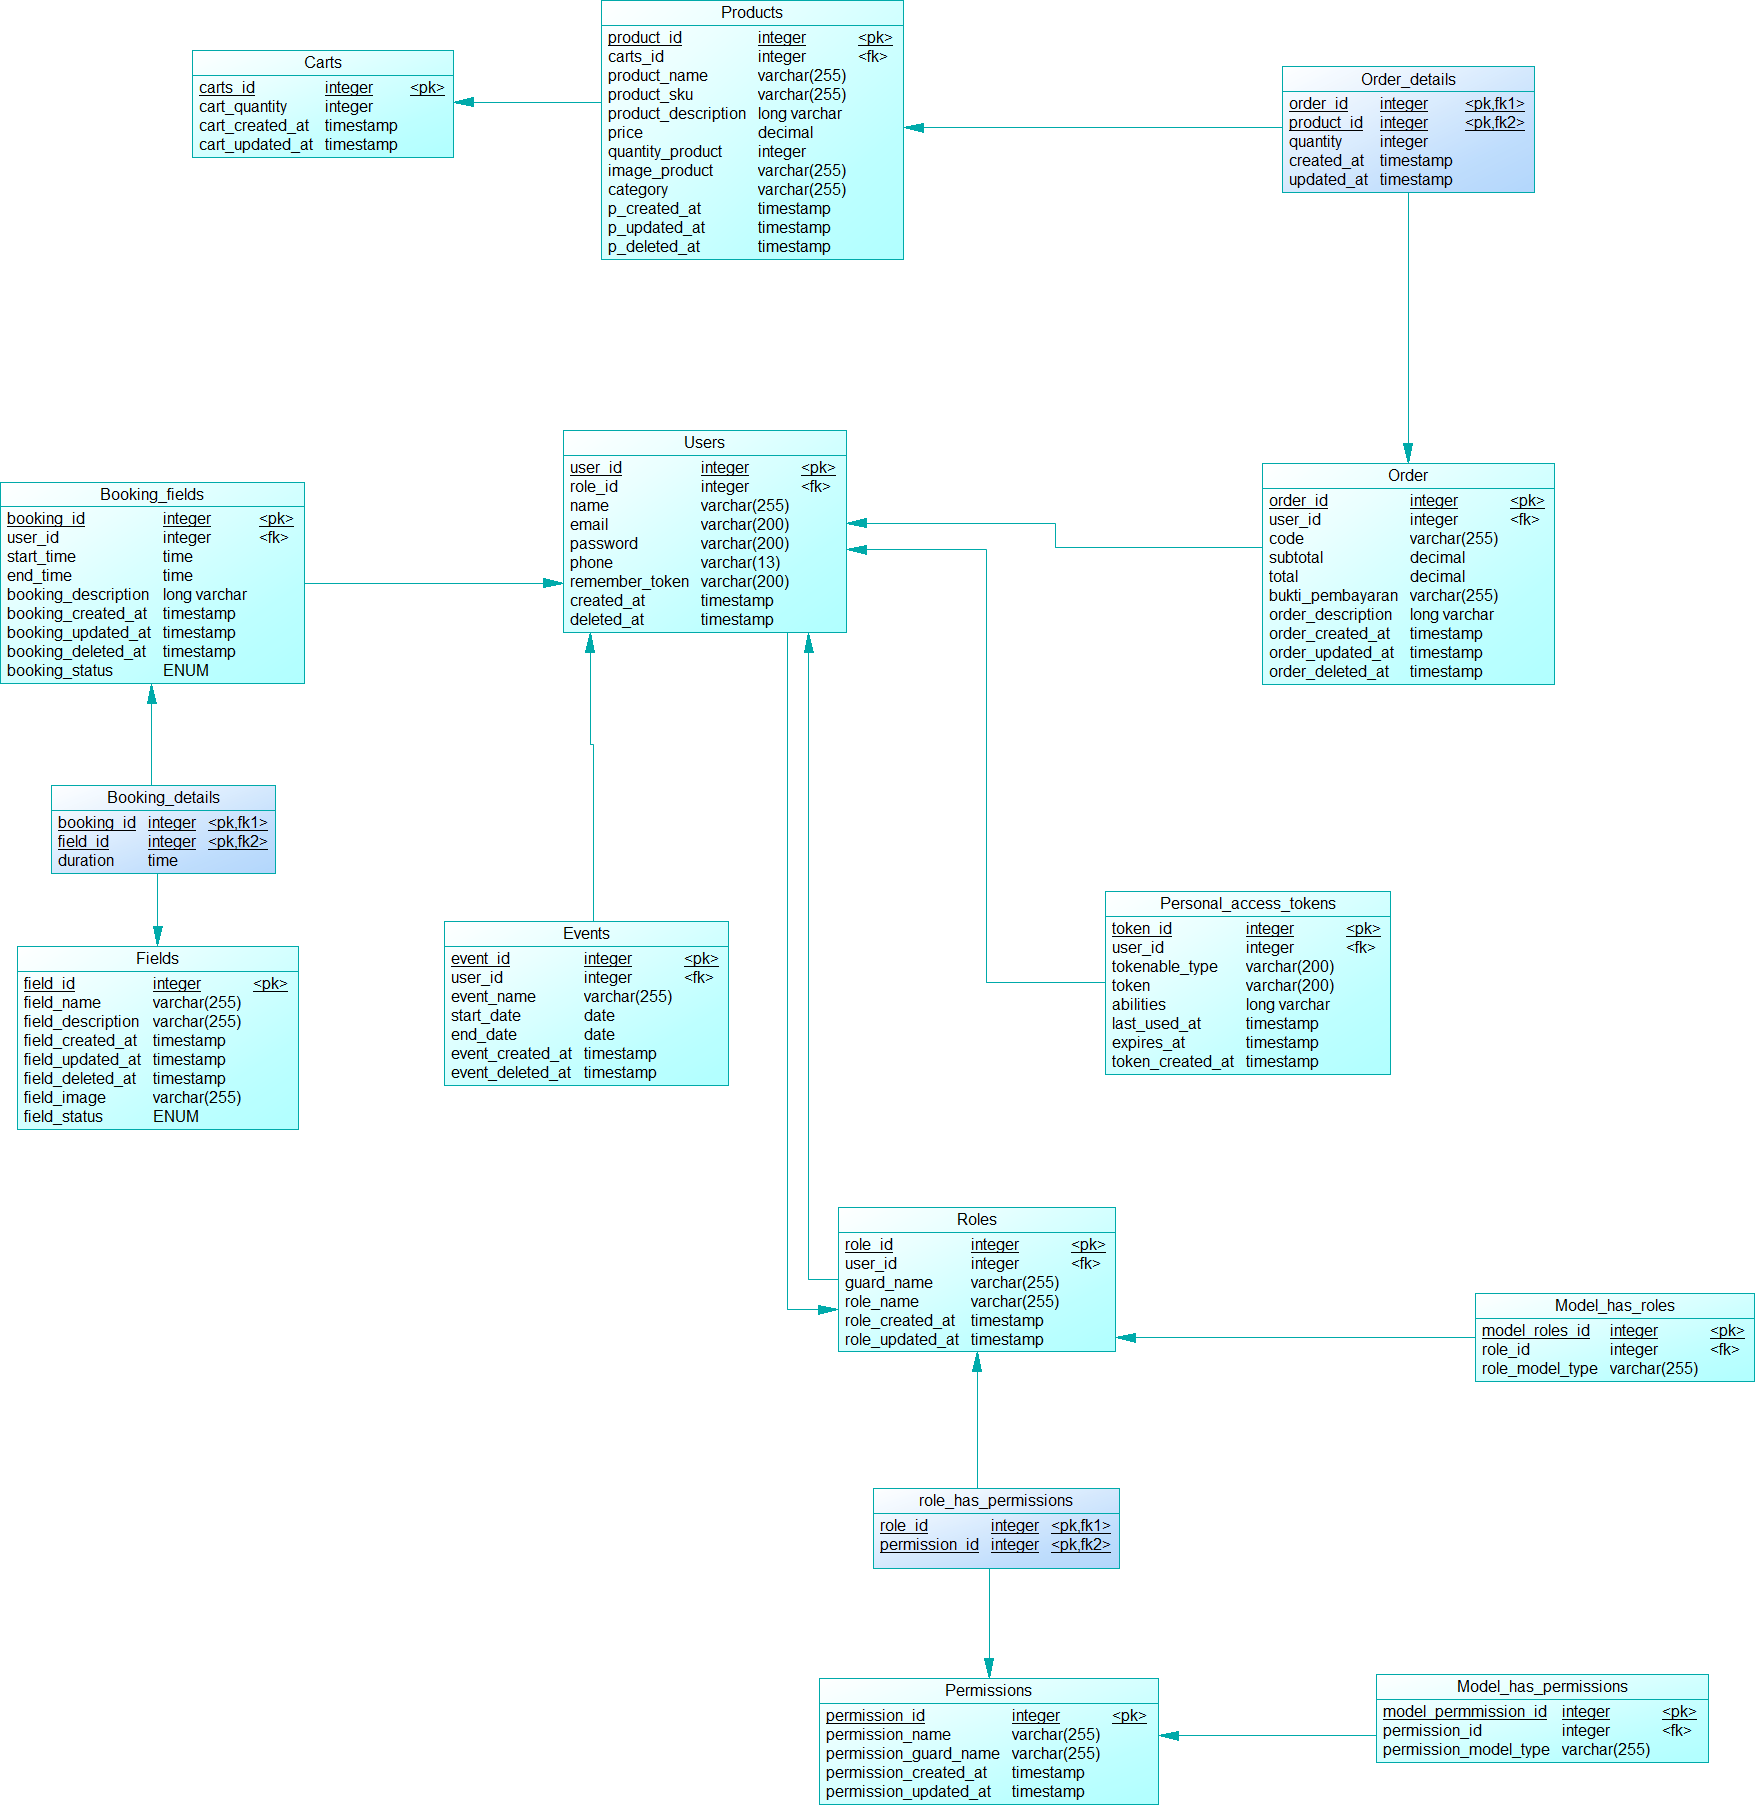 Products
product_id integer <pk>
carts_id integer <fk>
product_name varchar(255)
product_sku varchar(255)
product_description long varchar
price decimal
quantity_product integer
image_product varchar(255)
category varchar(255)
p_created_at timestamp
p_updated_at timestamp
p_deleted_at timestamp
Carts
carts_id integer <pk>
cart_quantity integer
cart_created_at timestamp
cart_updated_at timestamp
Order_details
order_id integer <pk,fk1>
product_id integer <pk,fk2>
quantity integer
created_at timestamp
updated_at timestamp
Users
user_id integer <pk>
role_id integer <fk>
name varchar(255)
email varchar(200)
password varchar(200)
phone varchar(13)
remember_token varchar(200)
created_at timestamp
deleted_at timestamp
Order
order_id integer <pk>
user_id integer <fk>
code varchar(255)
subtotal decimal
total decimal
bukti_pembayaran varchar(255)
order_description long varchar
order_created_at timestamp
order_updated_at timestamp
order_deleted_at timestamp
Booking_fields
booking_id integer <pk>
user_id integer <fk>
start_time time
end_time time
booking_description long varchar
booking_created_at timestamp
booking_updated_at timestamp
booking_deleted_at timestamp
booking_status ENUM
Booking_details
booking_id integer <pk,fk1>
field_id integer <pk,fk2>
duration time
Fields
field_id integer <pk>
field_name varchar(255)
field_description varchar(255)
field_created_at timestamp
field_updated_at timestamp
field_deleted_at timestamp
field_image varchar(255)
field_status ENUM
Events
event_id integer <pk>
user_id integer <fk>
event_name varchar(255)
start_date date
end_date date
event_created_at timestamp
event_deleted_at timestamp
Personal_access_tokens
token_id integer <pk>
user_id integer <fk>
tokenable_type varchar(200)
token varchar(200)
abilities long varchar
last_used_at timestamp
expires_at timestamp
token_created_at timestamp
Roles
role_id integer <pk>
user_id integer <fk>
guard_name varchar(255)
role_name varchar(255)
role_created_at timestamp
role_updated_at timestamp
Model_has_roles
model_roles_id integer <pk>
role_id integer <fk>
role_model_type varchar(255)
role_has_permissions
role_id integer <pk,fk1>
permission_id integer <pk,fk2>
Permissions
permission_id integer <pk>
permission_name varchar(255)
permission_guard_name varchar(255)
permission_created_at timestamp
permission_updated_at timestamp
Model_has_permissions
model_permmission_id integer <pk>
permission_id integer <fk>
permission_model_type varchar(255)